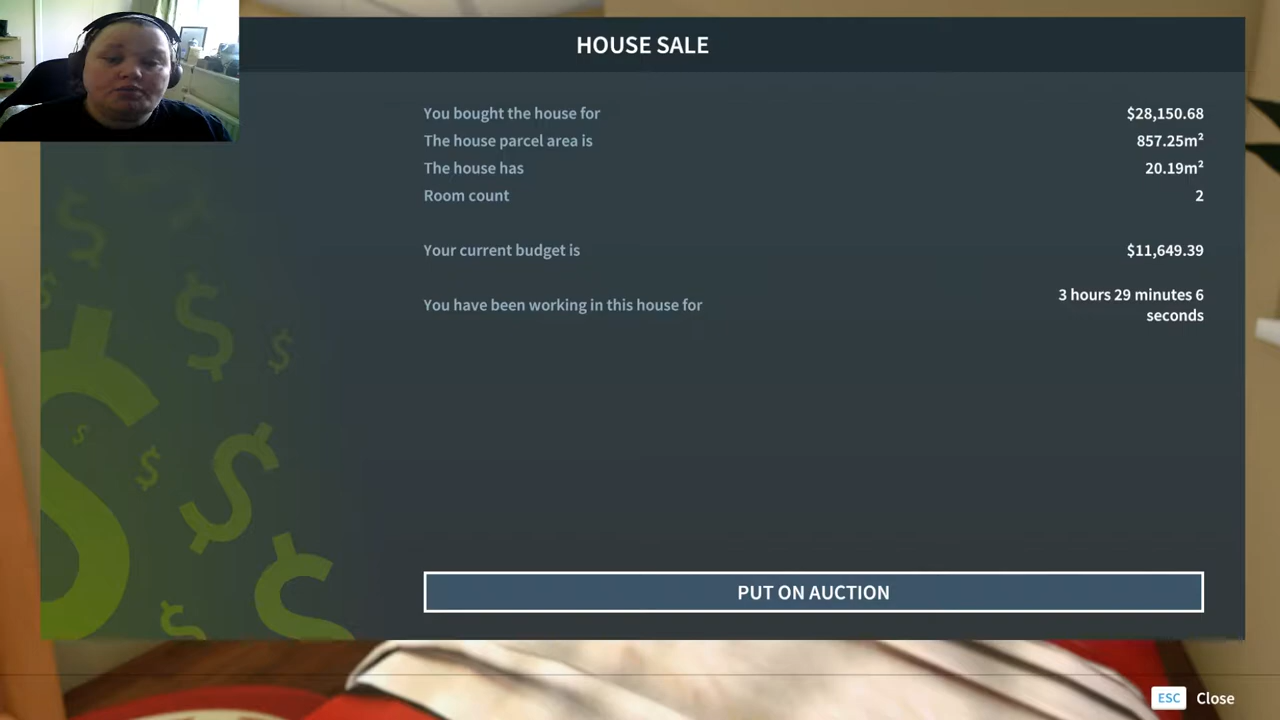 HOUSE SALE
You bought the house for $28,150.68
The house parcel area is 857.25m²
The house has 20.19m²
Room count 2
Your current budget is $11,649.39
You have been working in this house for 3 hours 29 minutes 6
seconds
PUT ON AUCTION
ESC Close